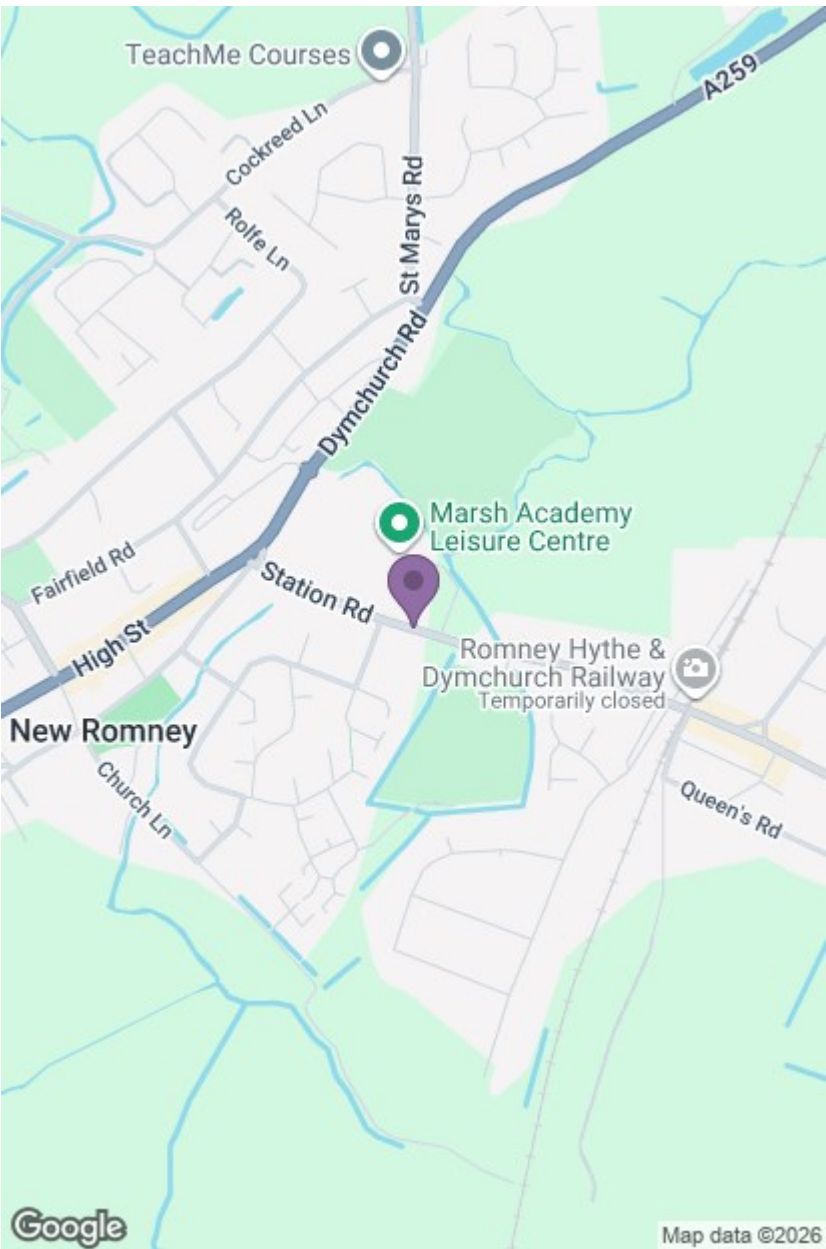 TeachMe Courses
A259
Cockreed Ln
St Marys Rd
Rolfe Ln
Dymchurch Rd
Marsh Academy
Leisure Centre
Fairfield Rd
Station Rd
High St
Romney Hythe &
Dymchurch Railway
Temporarily closed
New Romney
Church Ln
Queen's Rd
Google
Map data ©2026